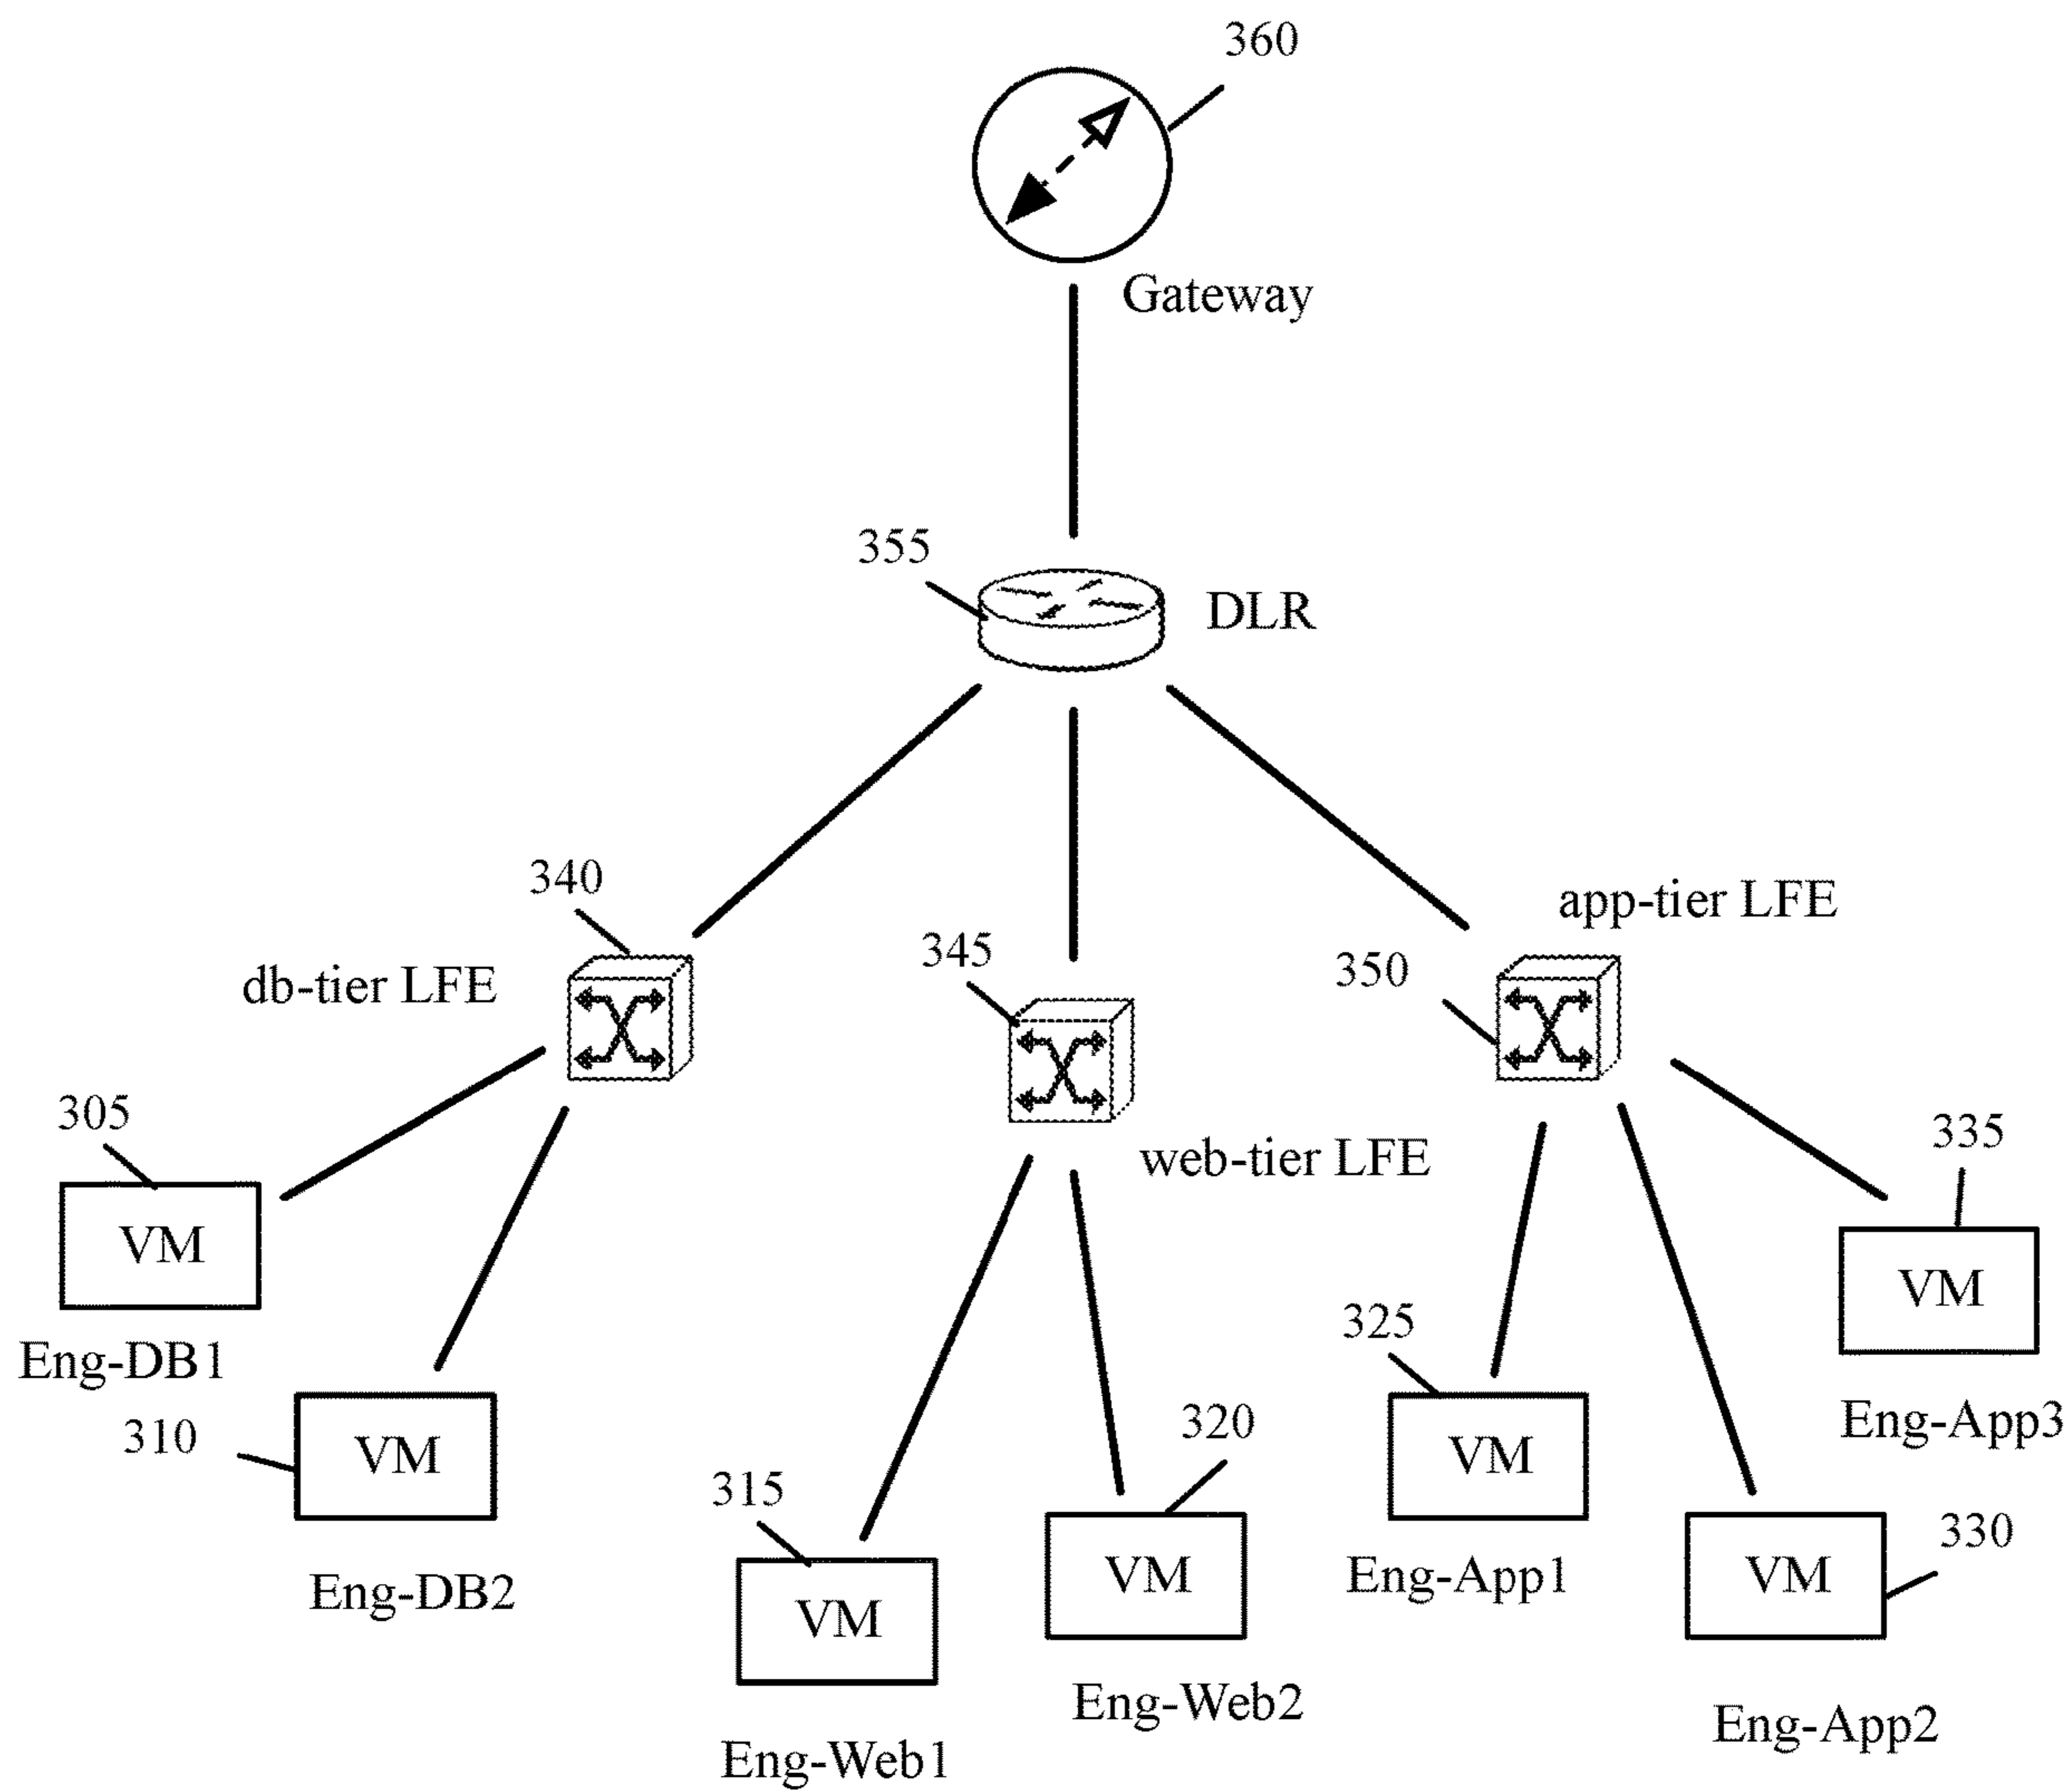 360
Gateway
355
DLR
340
app-tier LFE
345
350
db-tier LFE
305
335
web-tier LFE
VM
VM
325
Eng-DB1
320
Eng-App3
310
VM
VM
315
330
Eng-App1
VM
VM
Eng-DB2
VM
Eng-Web2
Eng-App2
Eng-Web1